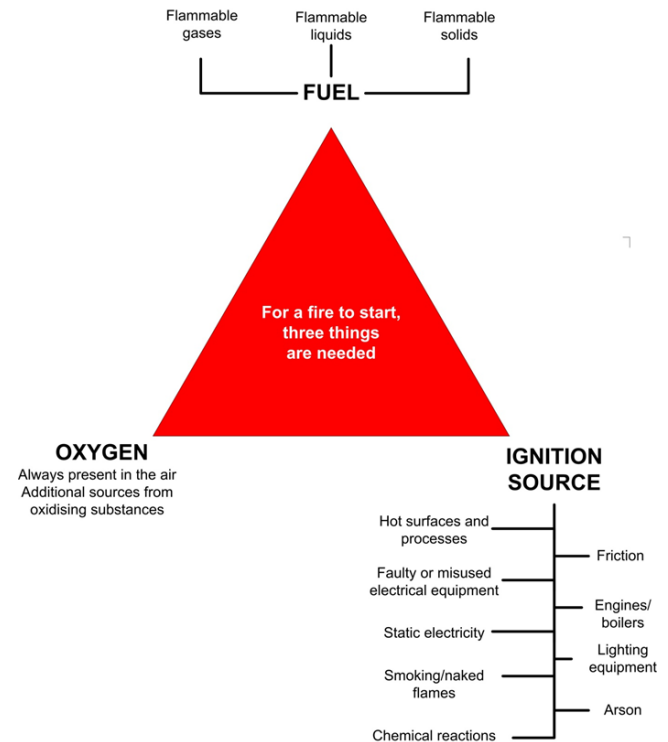 Flammable
gases
Flammable
liquids
Flammable
solids
FUEL
For a fire to start,
three things
are needed
OXYGEN
Always present in the air
Additional sources from
oxidising substances
IGNITION
SOURCE
Hot surfaces and
processes
Friction
Faulty or misused
electrical equipment
Engines/
boilers
Static electricity
Lighting
equipment
Smoking/naked
flames
Arson
Chemical reactions